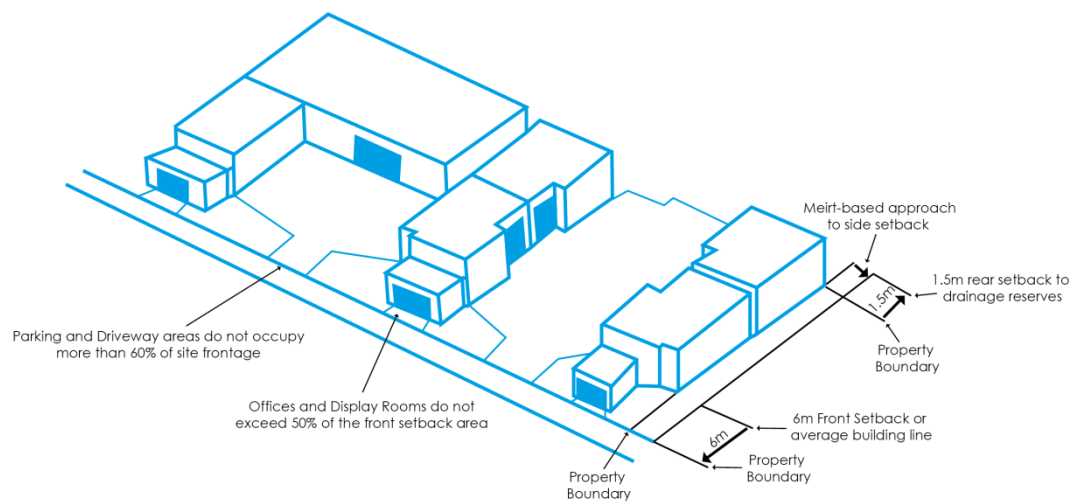 Meirt-based approach
to side setback
1.5m rear setback to
drainage reserves
1.5m
Property
Boundary
Parking and Driveway areas do not occupy
more than 60% of site frontage
Offices and Display Rooms do not
exceed 50% of the front setback area
6m Front Setback or
average building line
6m
Property
Boundary
Property
Boundary